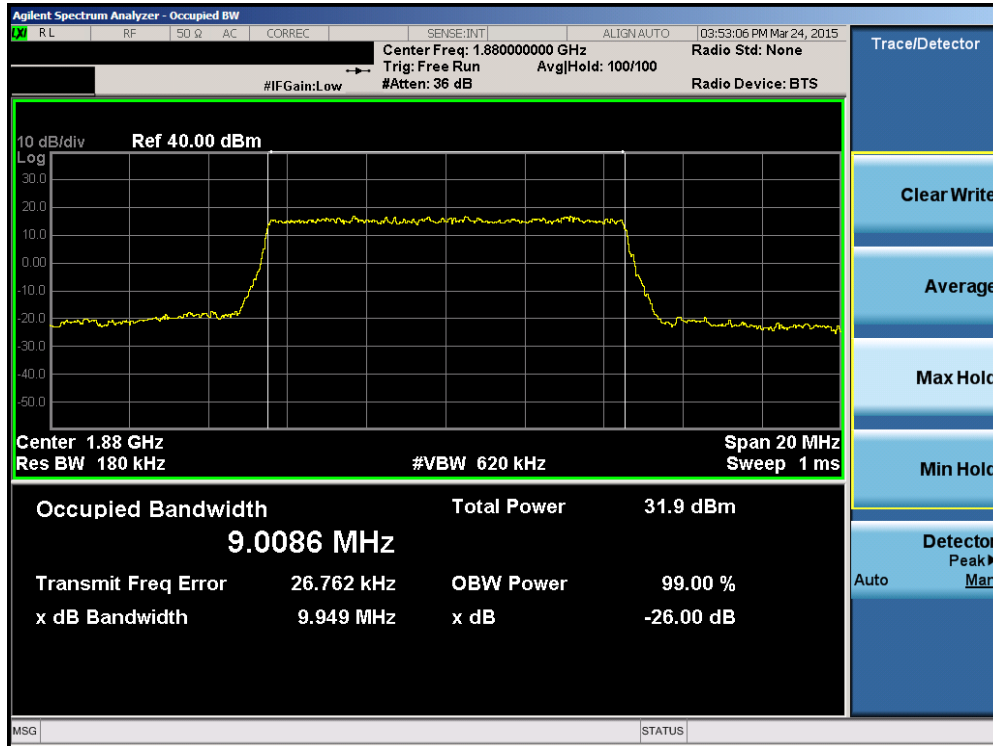 Agilent Spectrum Analyzer - Occupied BW
LXI RL RF 50 Ω AC CORREC SENSE:INT ALIGN AUTO 03:53:06 PM Mar 24, 2015
Center Freq: 1.880000000 GHz Radio Std: None
Trig: Free Run Avg|Hold: 100/100
#IFGain:Low #Atten: 36 dB Radio Device: BTS
Trace/Detector
10 dB/div Ref 40.00 dBm
Log
30.0
20.0
10.0
0.00
-10.0
-20.0
-30.0
-40.0
-50.0
Center 1.88 GHz Span 20 MHz
Res BW 180 kHz #VBW 620 kHz Sweep 1 ms
Occupied Bandwidth Total Power 31.9 dBm
9.0086 MHz
Transmit Freq Error 26.762 kHz OBW Power 99.00 %
x dB Bandwidth 9.949 MHz x dB -26.00 dB
Clear Write
Average
Max Hold
Min Hold
Detector
Peak▶
Auto Man
MSG STATUS